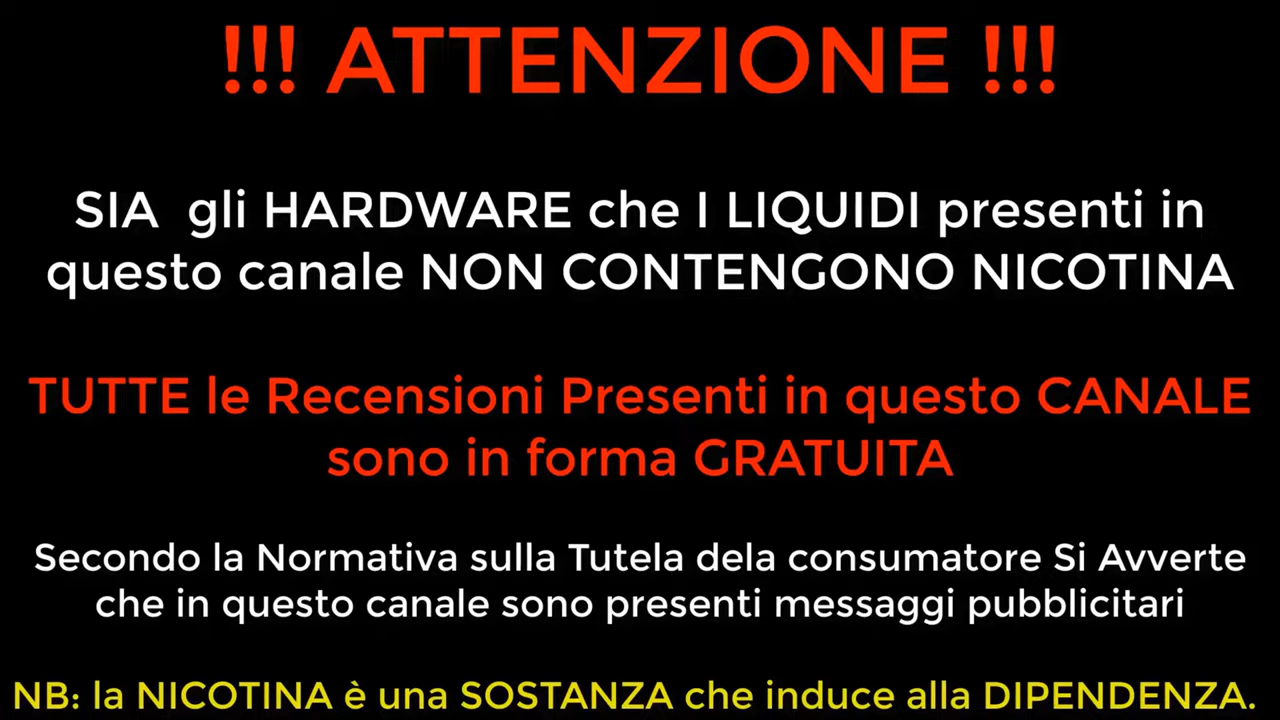 !!! ATTENZIONE !!!
SIA gli HARDWARE che I LIQUIDI presenti in
questo canale NON CONTENGONO NICOTINA
TUTTE le Recensioni Presenti in questo CANALE
sono in forma GRATUITA
Secondo la Normativa sulla Tutela dela consumatore Si Avverte
che in questo canale sono presenti messaggi pubblicitari
NB: la NICOTINA è una SOSTANZA che induce alla DIPENDENZA.